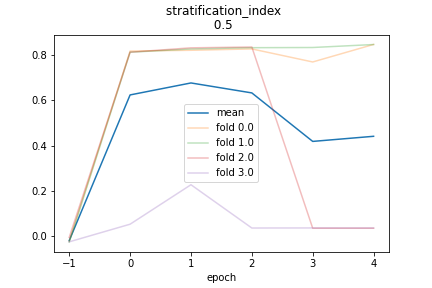 stratification_index
0.5
0.8
0.6
0.4
0.2
0.0
mean
fold 0.0
fold 1.0
fold 2.0
fold 3.0
−1 0 1 2 3 4
epoch